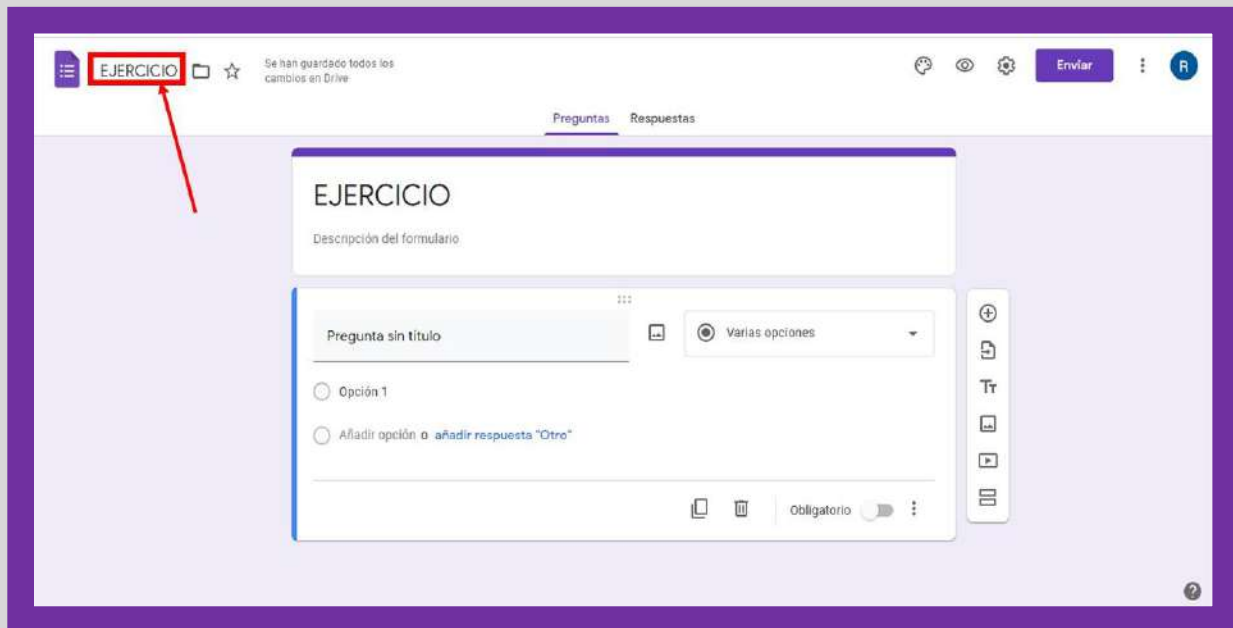 EJERCICIO
Se han guardado todos los
cambios en Drive
Enviar
R
Preguntas Respuestas
EJERCICIO
Descripción del formulario
Pregunta sin título
Varias opciones
Opción 1
Añadir opción o añadir respuesta "Otro"
Obligatorio